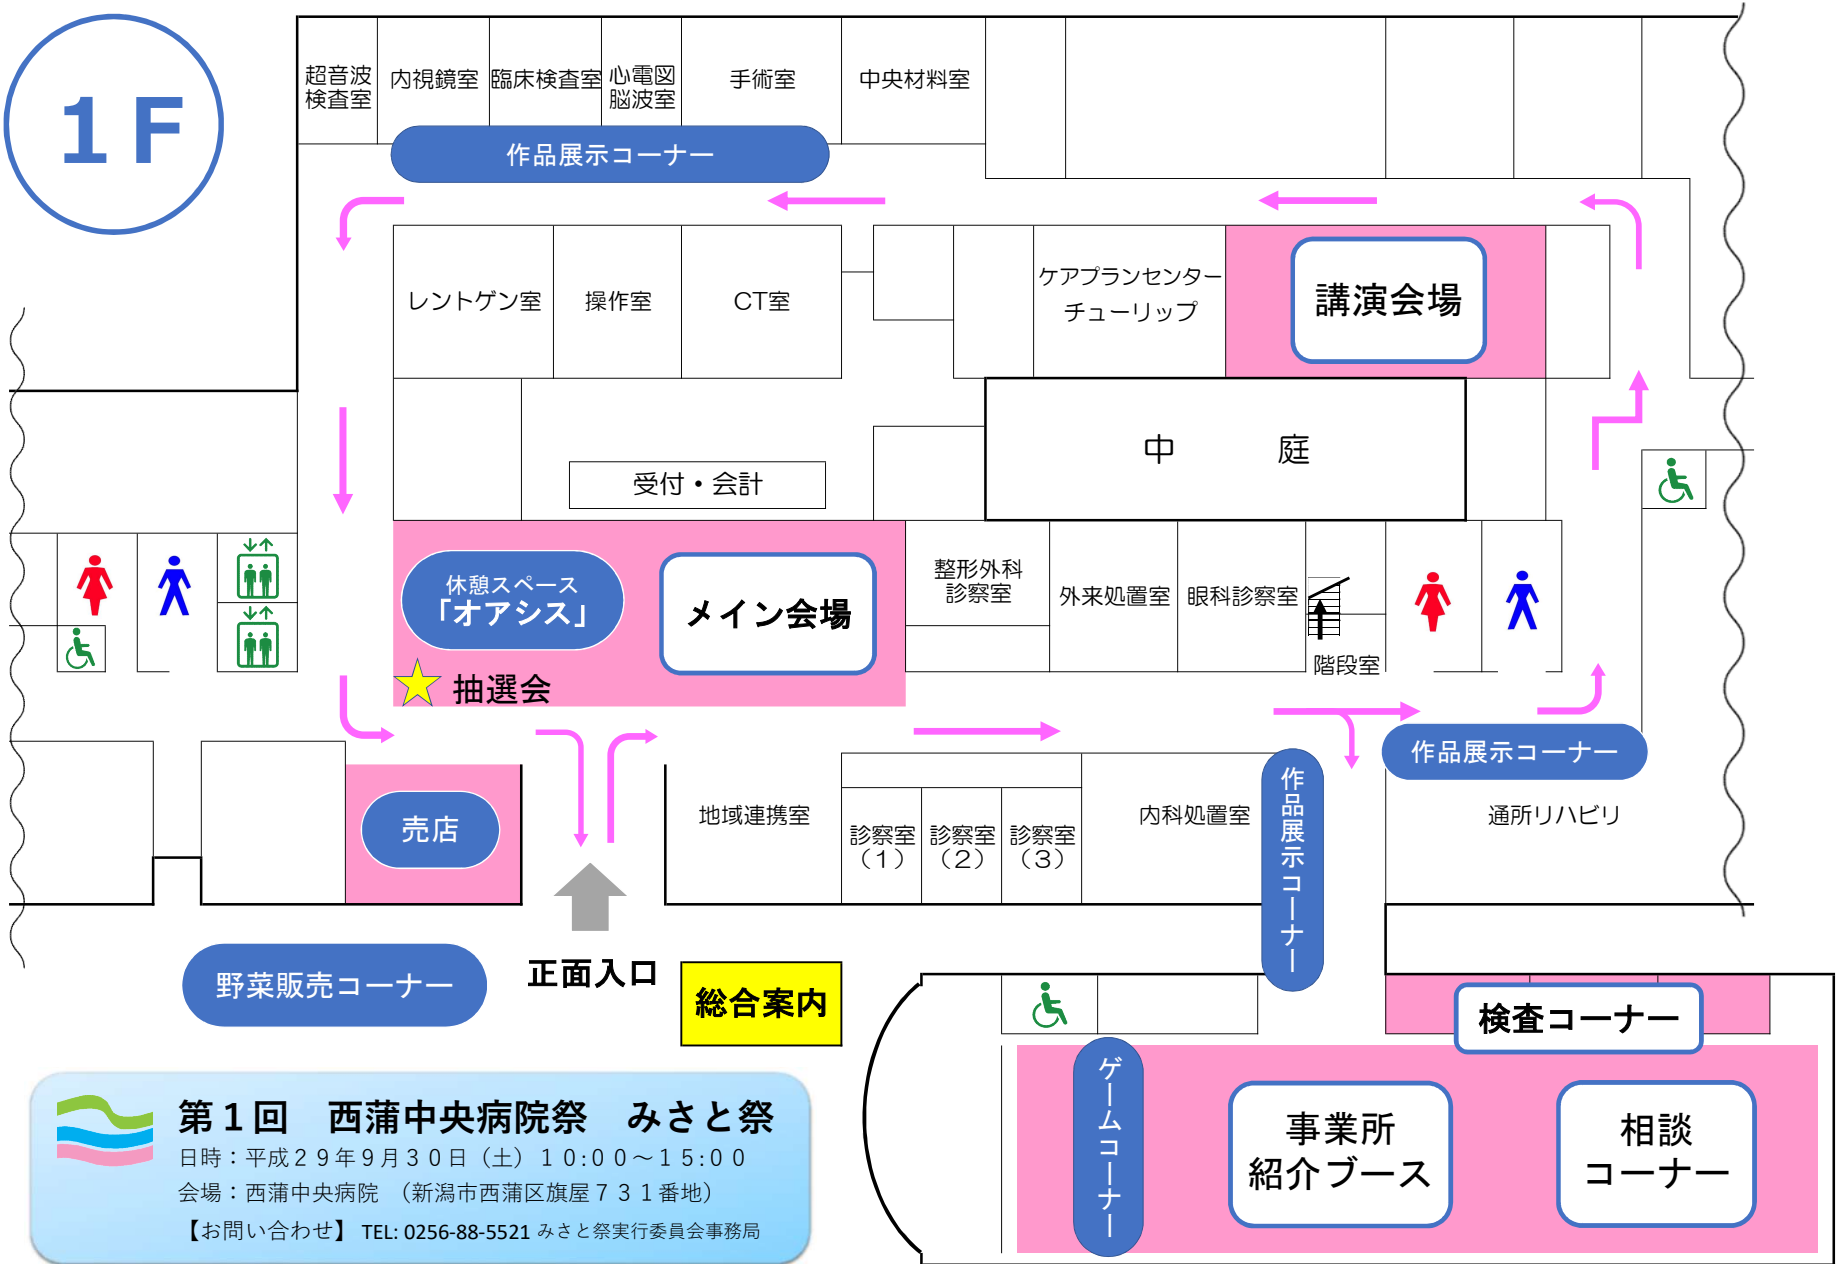 １Ｆ
超音波
検査室
内視鏡室
臨床検査室
心電図
脳波室
手術室
中央材料室
作品展示コーナー
レントゲン室
操作室
CT室
ケアプランセンター
チューリップ
講演会場
中　庭
受付・会計
休憩スペース
「オアシス」
メイン会場
抽選会
整形外科
診察室
外来処置室
眼科診察室
階段室
作品展示コーナー
売店
地域連携室
診察室
（1）
診察室
（2）
診察室
（3）
内科処置室
作品展示コーナー
通所リハビリ
野菜販売コーナー
正面入口
総合案内
検査コーナー
ゲームコーナー
事業所
紹介ブース
相談
コーナー
第１回　西蒲中央病院祭　みさと祭
日時：平成２９年９月３０日（土）１０:００～１５:００
会場：西蒲中央病院　（新潟市西蒲区旗屋７３１番地）
【お問い合わせ】 TEL: 0256-88-5521 みさと祭実行委員会事務局